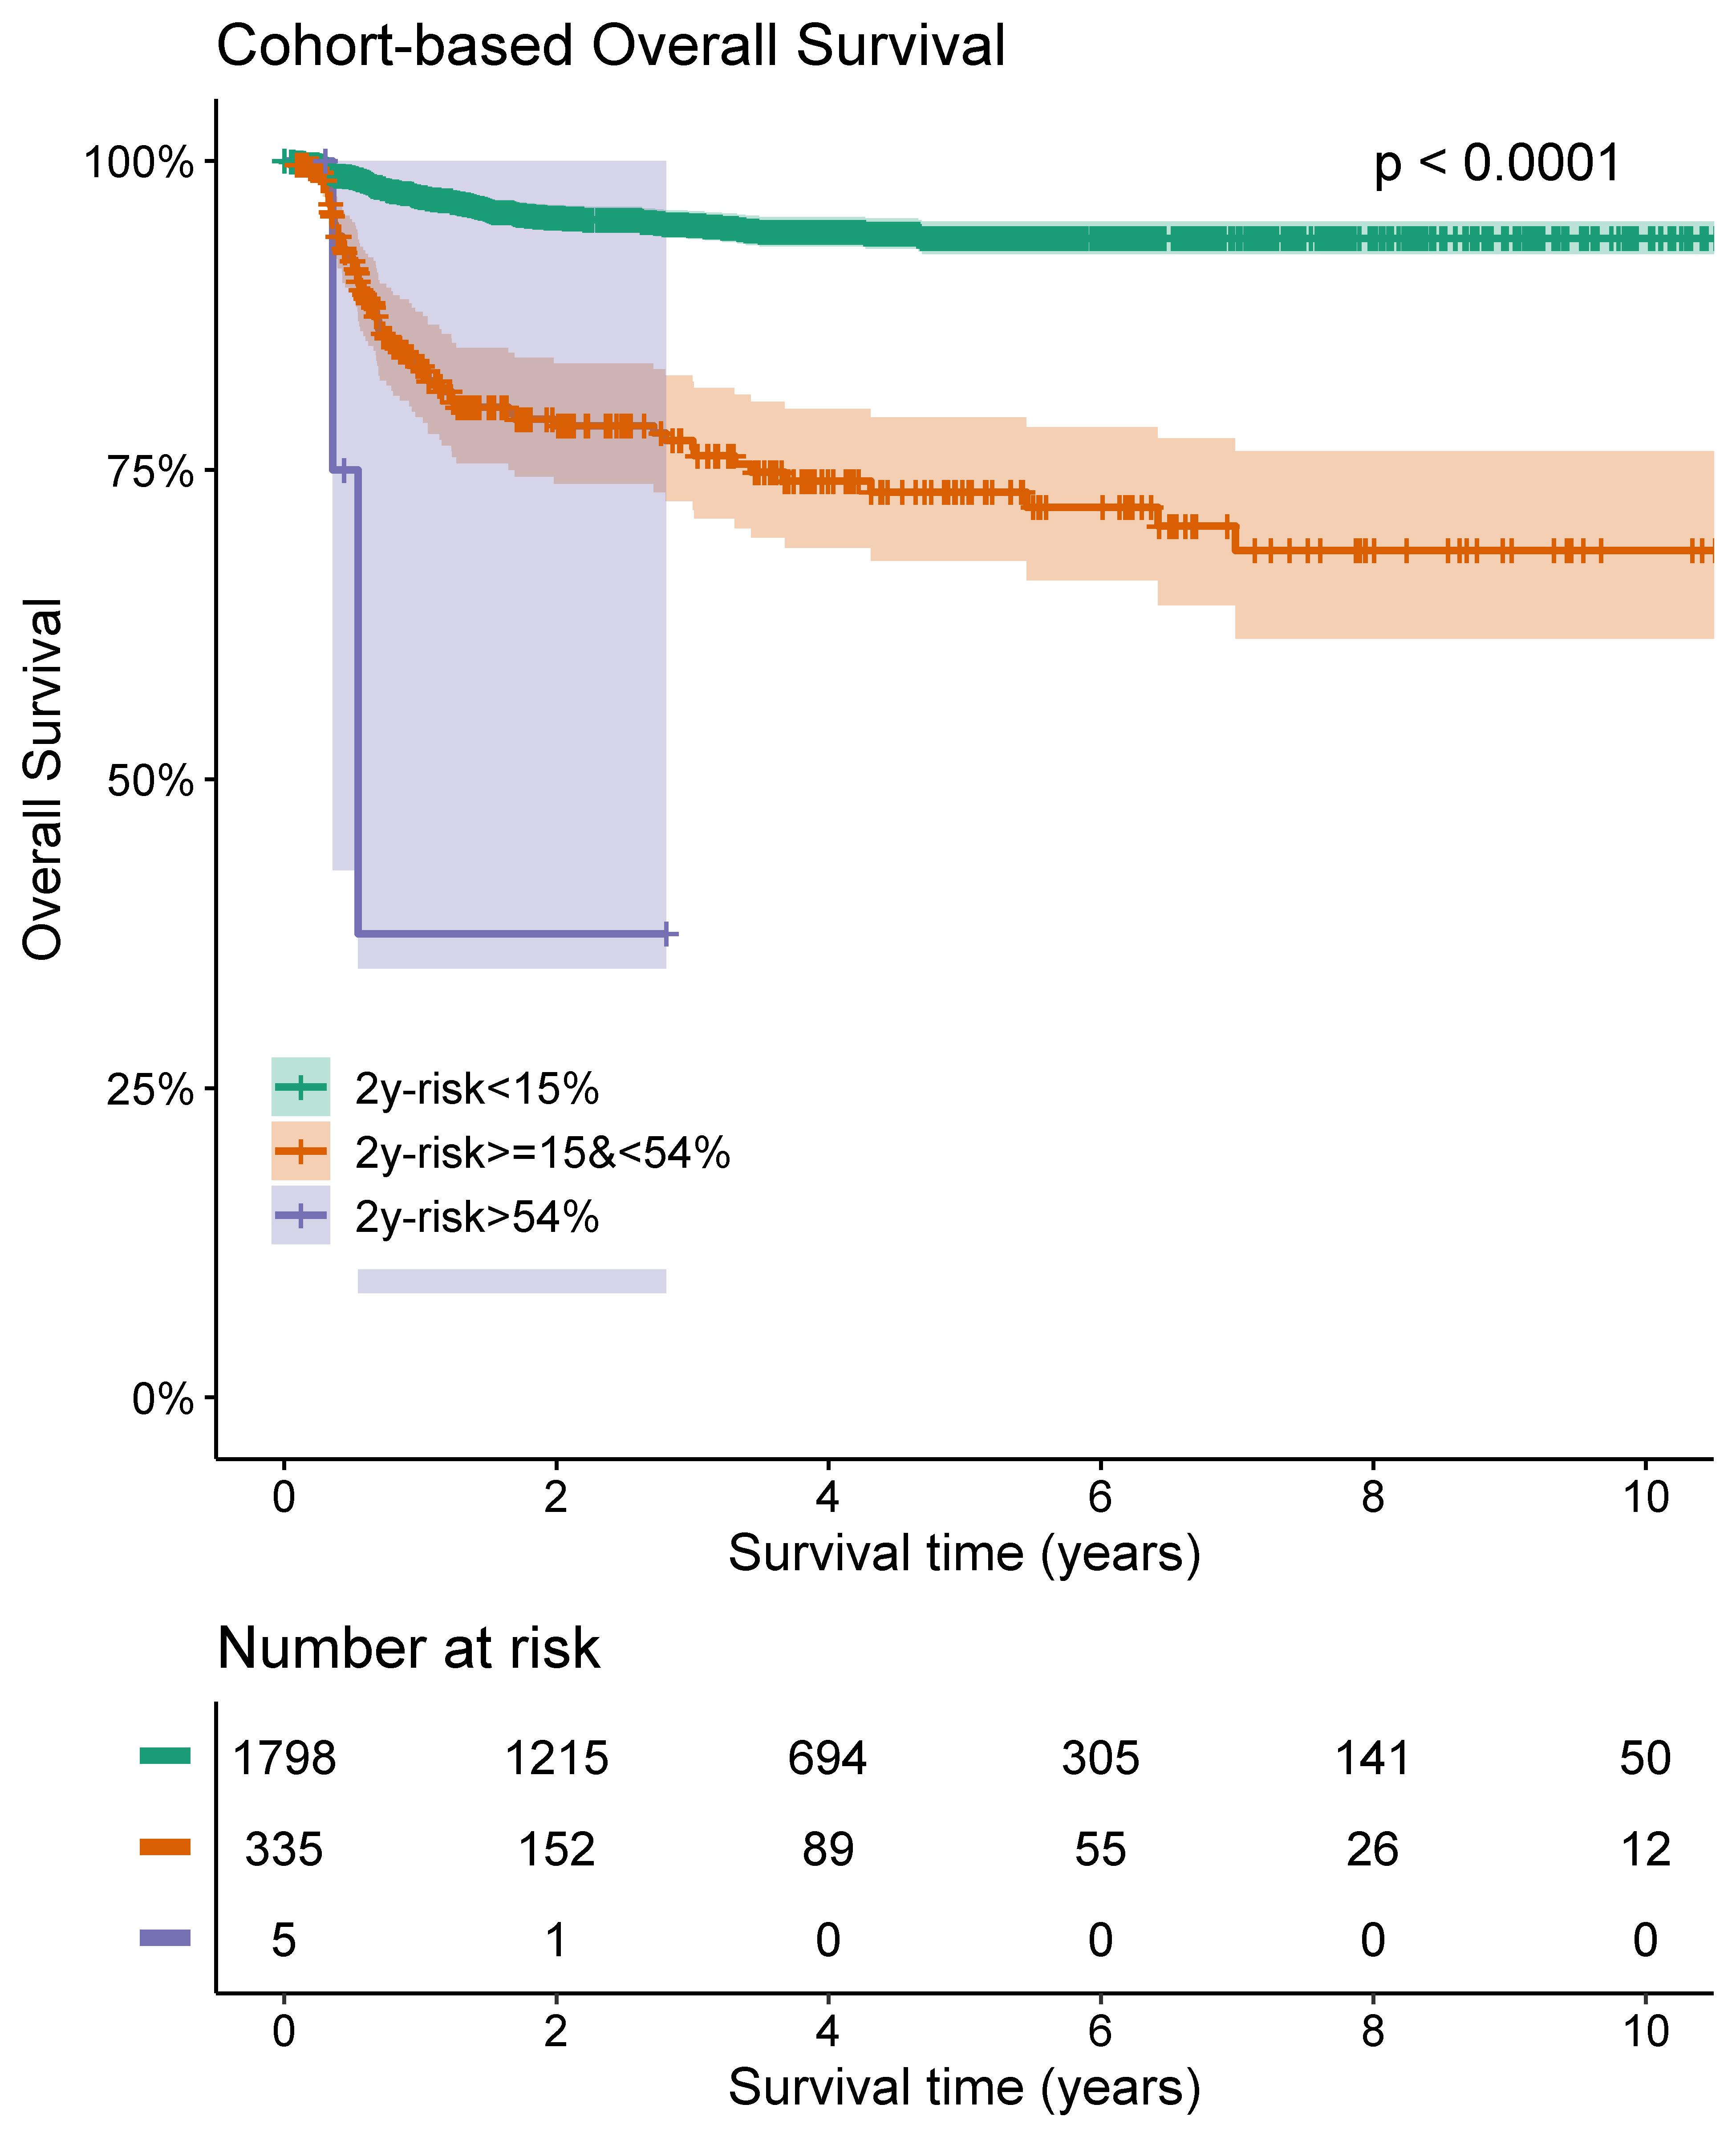 Cohort-based Overall Survival
p < 0.0001
100%
75%
50%
25%
0%
Overall Survival
2y-risk<15%
2y-risk>=15&<54%
2y-risk>54%
0 2 4 6 8 10
Survival time (years)
Number at risk
1798 1215 694 305 141 50
335 152 89 55 26 12
5 1 0 0 0 0
0 2 4 6 8 10
Survival time (years)